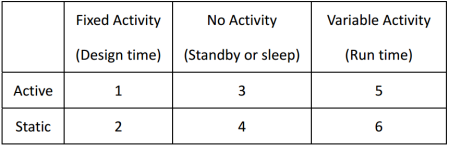 Fixed Activity No Activity Variable Activity
(Design time) (Standby or sleep) (Run time)
Active 1 3 5
Static 2 4 6